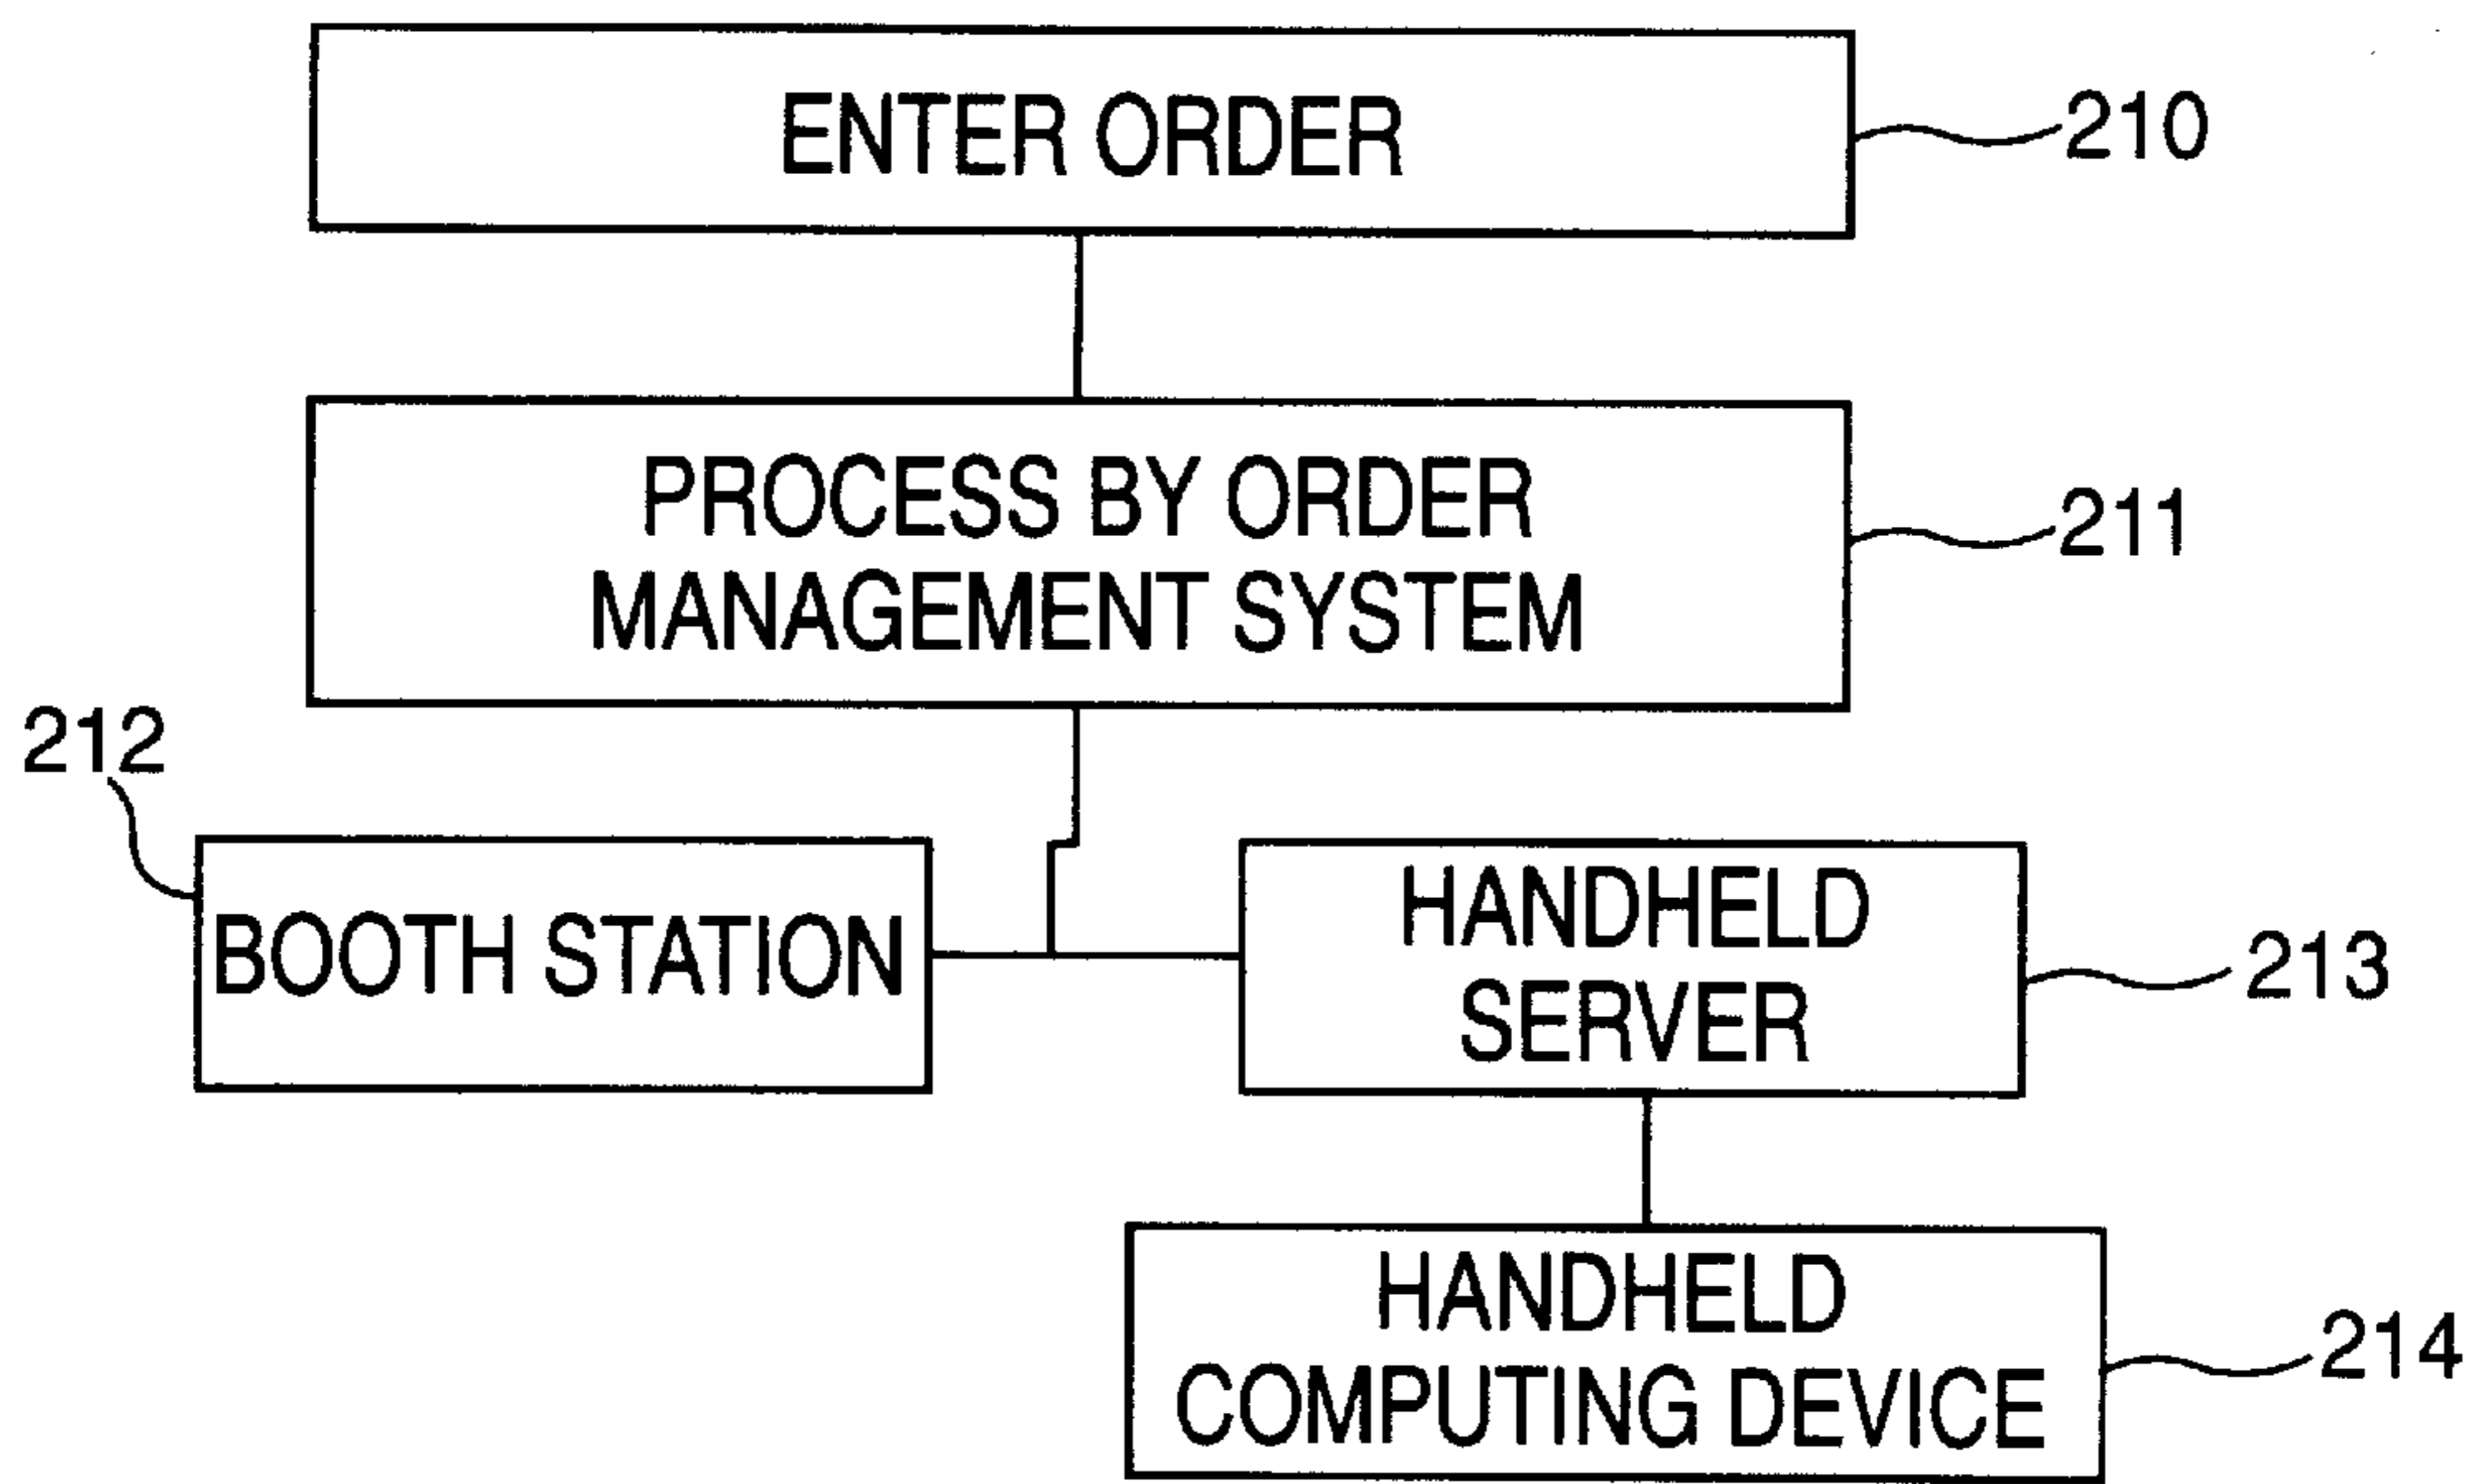 ENTER ORDER
210
PROCESS BY ORDER
MANAGEMENT SYSTEM
211
212
BOOTH STATION
HANDHELD
SERVER
213
HANDHELD
COMPUTING DEVICE
214